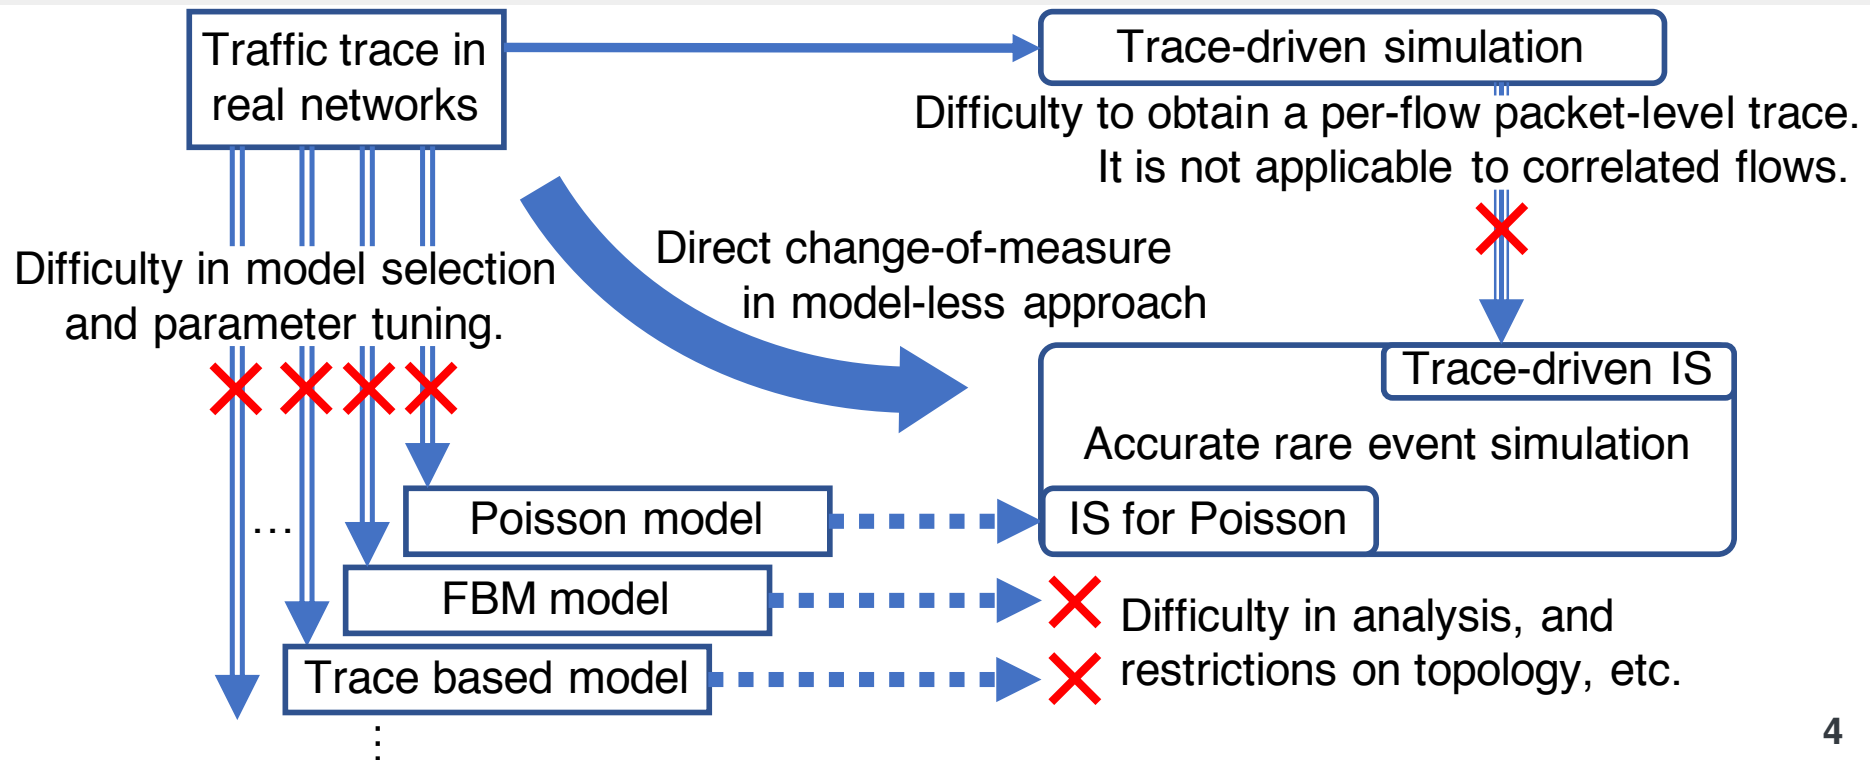 Traffic trace in
real networks
Trace-driven simulation
Difficulty to obtain a per-flow packet-level trace.
It is not applicable to correlated flows.
Difficulty in model selection
and parameter tuning.
Direct change-of-measure
in model-less approach
Trace-driven IS
Accurate rare event simulation
IS for Poisson
Poisson model
…
FBM model
Trace based model
⋮
Difficulty in analysis, and
restrictions on topology, etc.
4